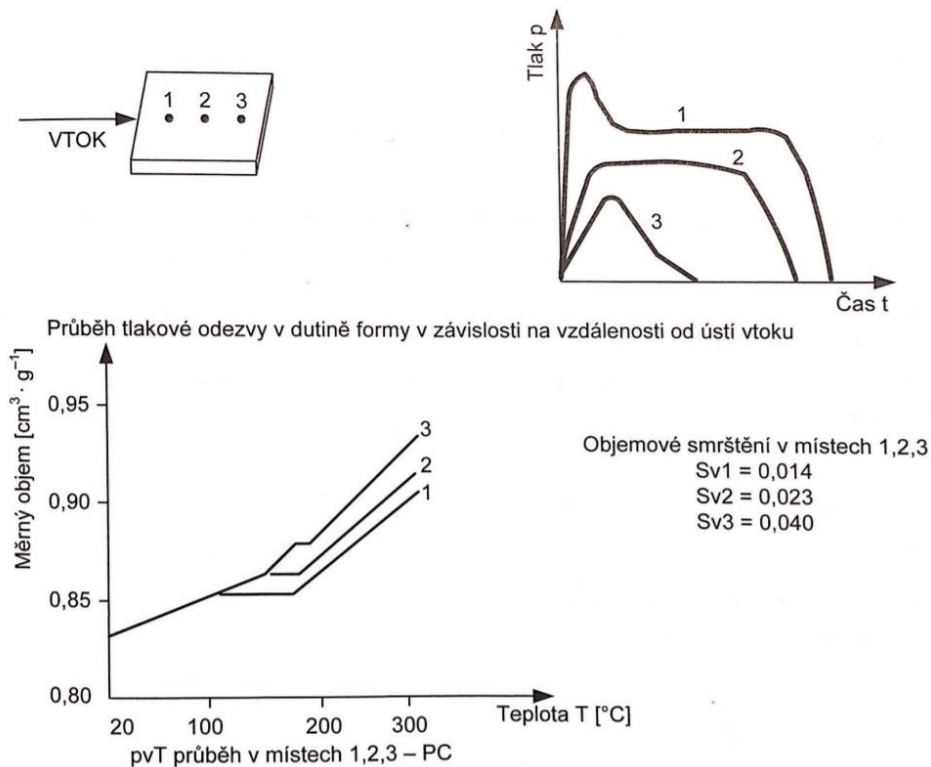 1 2 3
VTOK
Tlak p
1
2
3
Čas t
Průběh tlakové odezvy v dutině formy v závislosti na vzdálenosti od ústí vtoku
Měrný objem [cm³ · g⁻¹]
0,95
0,90
0,85
0,80
3
2
1
20 100 200 300
Teplota T [°C]
pvT průběh v místech 1,2,3 – PC
Objemové smrštění v místech 1,2,3
Sv1 = 0,014
Sv2 = 0,023
Sv3 = 0,040